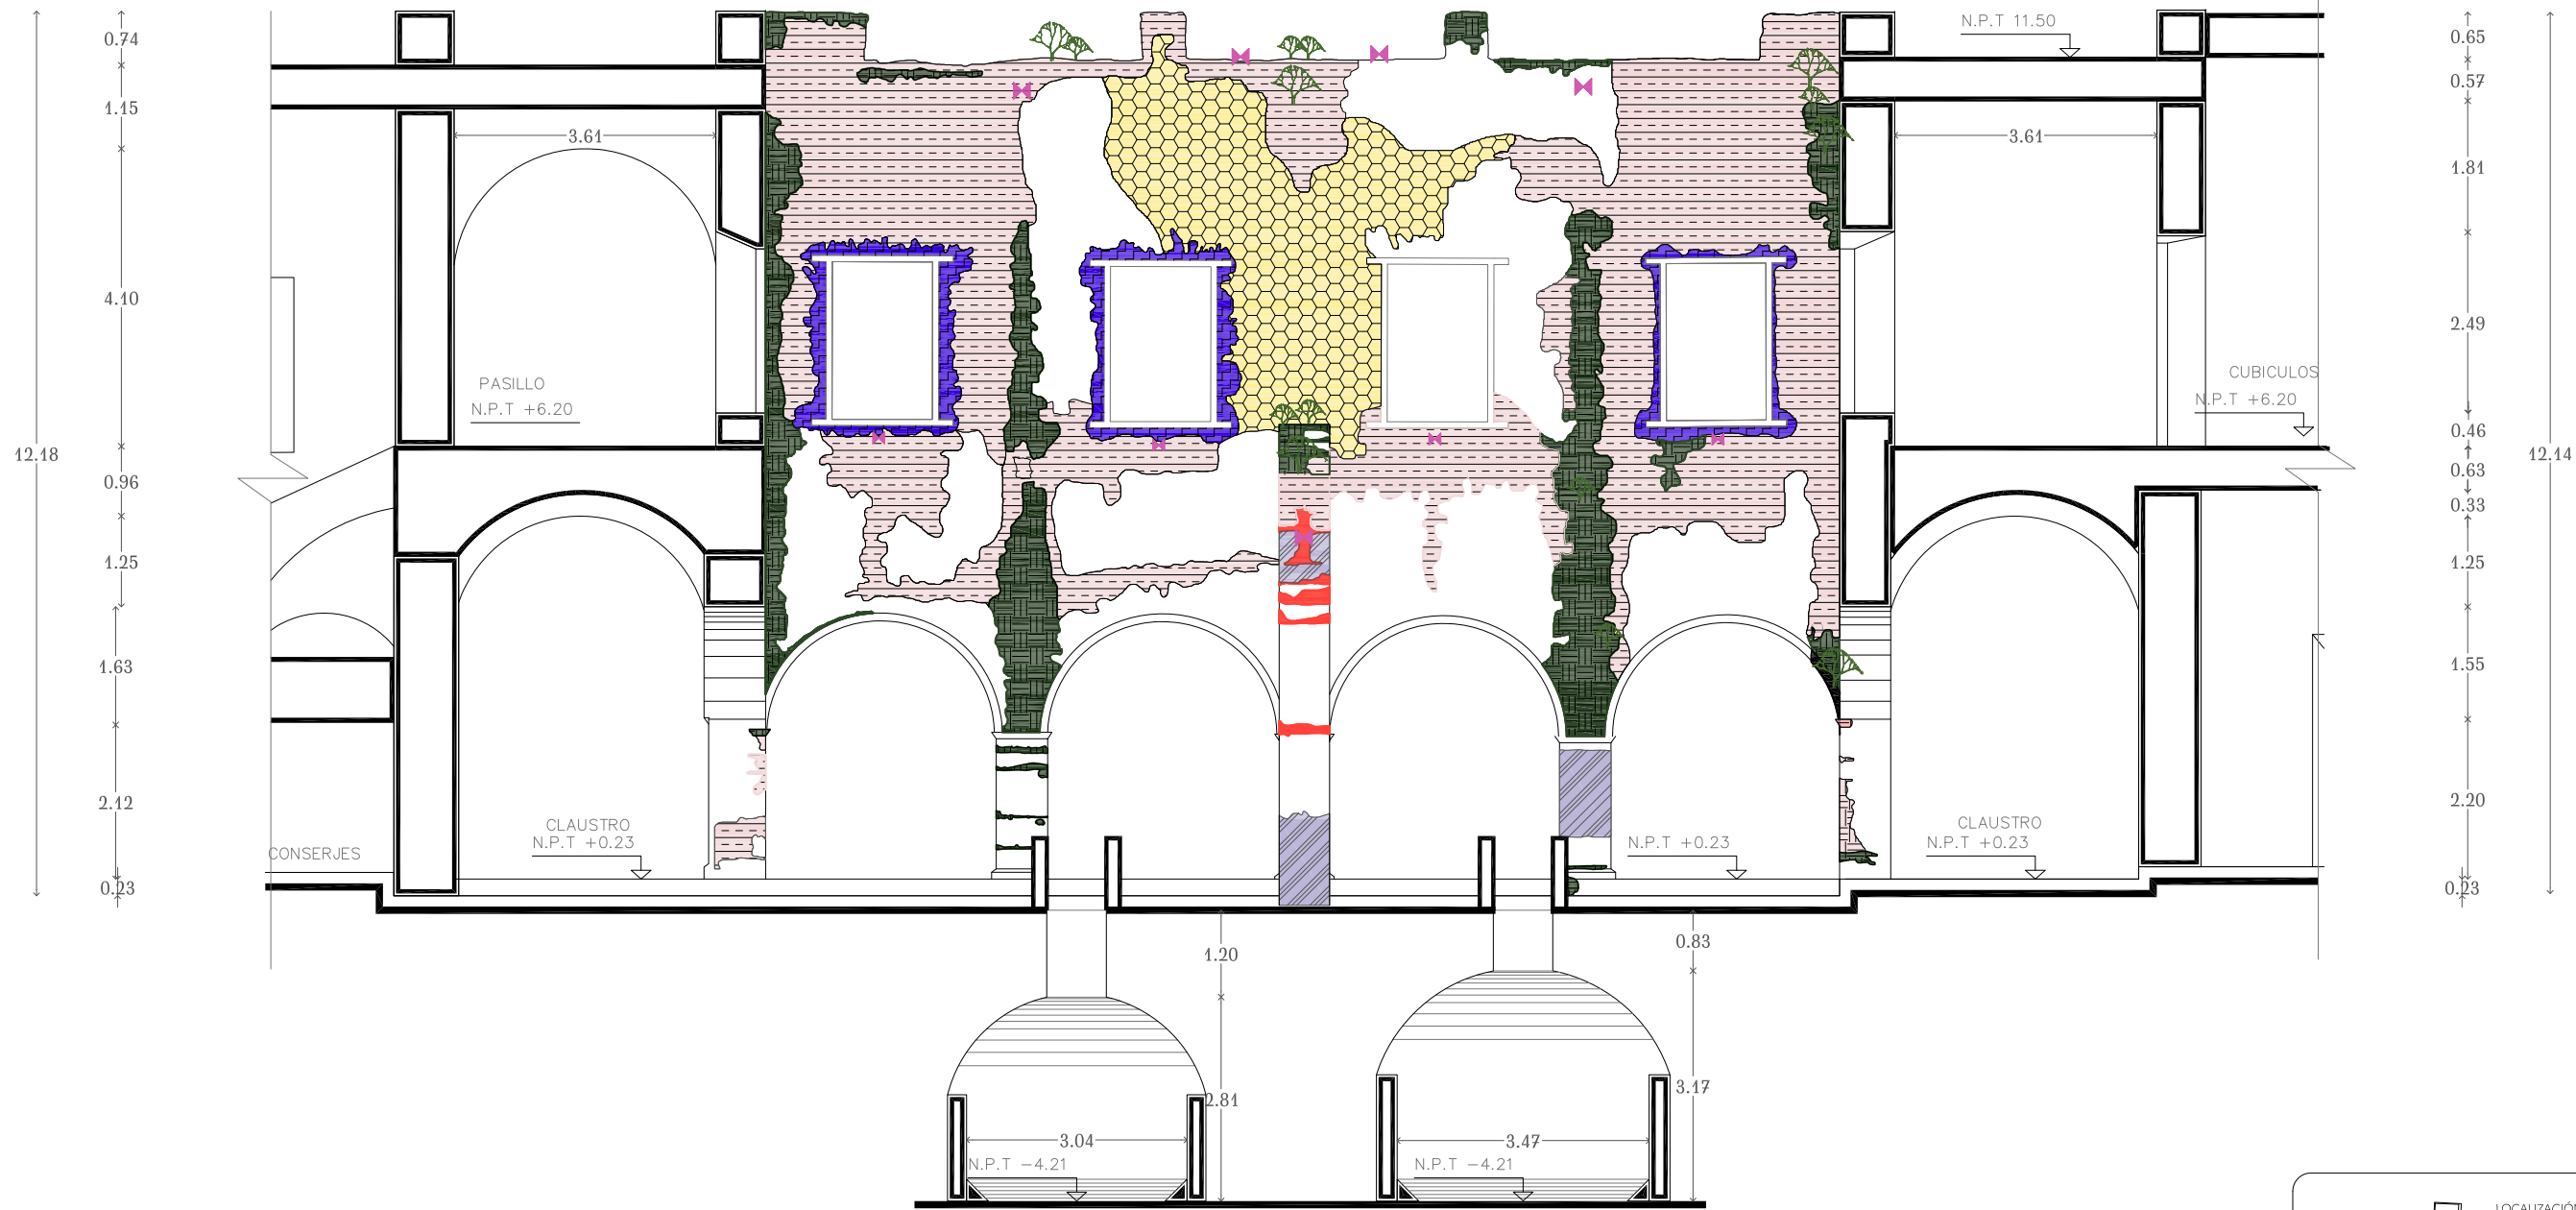 N.P.T 11.50
0.74
0.65
0.57
1.15
3.61
3.61
1.81
4.10
2.49
PASILLO
N.P.T +6.20
CUBICULOS
N.P.T +6.20
12.18
0.46
12.14
0.96
0.63
0.33
1.25
1.25
1.63
1.55
2.12
2.20
CLAUSTRO
N.P.T +0.23
N.P.T +0.23
CLAUSTRO
N.P.T +0.23
CONSERJES
0.23
0.23
1.20
0.83
2.81
3.17
3.04
3.47
N.P.T −4.21
N.P.T −4.21
LOCALIZACIÓN